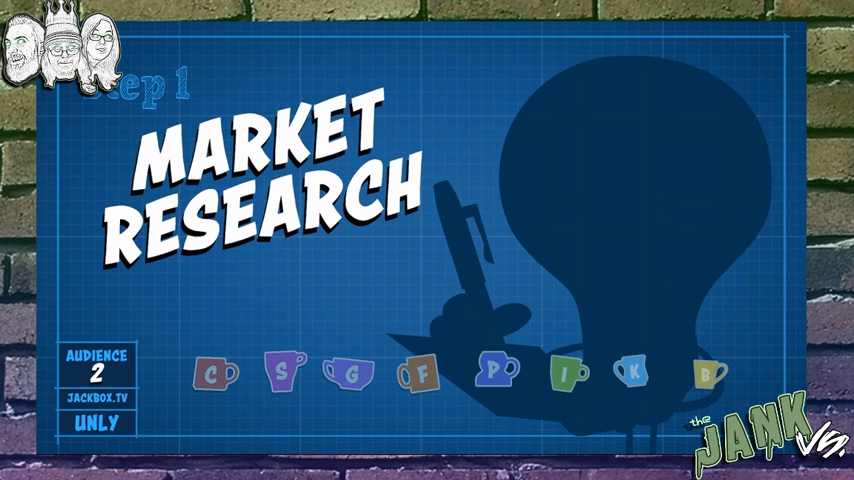 Step 1
MARKET
RESEARCH
C S G F P I K B
AUDIENCE
2
JACKBOX.TV
UNLY
the
JANK
VS.